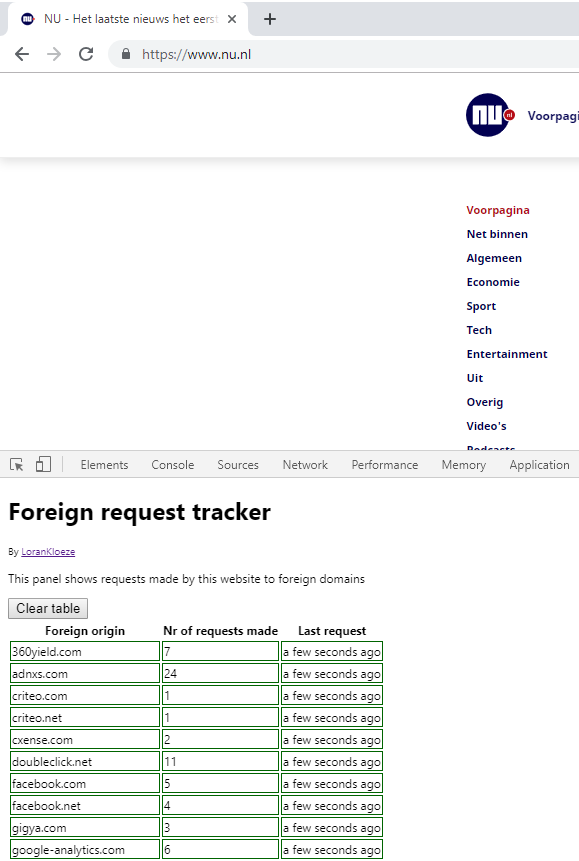 NU - Het laatste nieuws het eerst
https://www.nu.nl
NU nl Voorpagi
Voorpagina
Net binnen
Algemeen
Economie
Sport
Tech
Entertainment
Uit
Overig
Video's
Podcasts
Elements Console Sources Network Performance Memory Application
Foreign request tracker
By LoranKloeze
This panel shows requests made by this website to foreign domains
Clear table
Foreign origin Nr of requests made Last request
360yield.com 7 a few seconds ago
adnxs.com 24 a few seconds ago
criteo.com 1 a few seconds ago
criteo.net 1 a few seconds ago
cxense.com 2 a few seconds ago
doubleclick.net 11 a few seconds ago
facebook.com 5 a few seconds ago
facebook.net 4 a few seconds ago
gigya.com 3 a few seconds ago
google-analytics.com 6 a few seconds ago